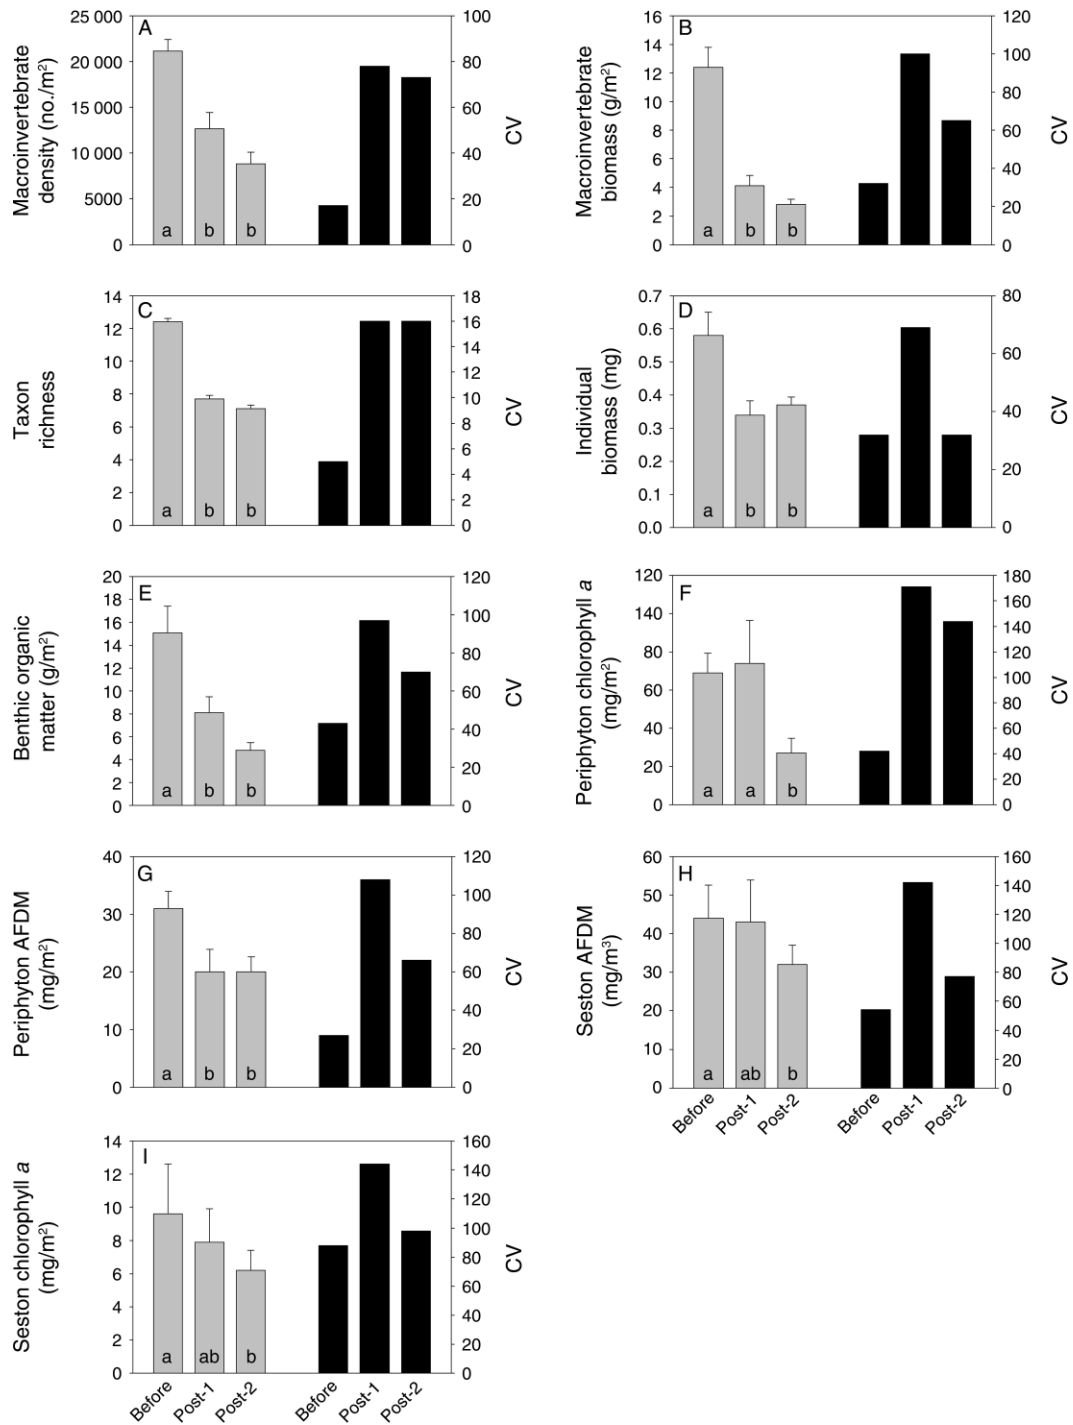 A
Macroinvertebrate
density (no./m²)
25 000
20 000
15 000
10 000
5000
0
a
b
b
100
80
60
40
20
0
CV
B
Macroinvertebrate
biomass (g/m²)
16
14
12
10
8
6
4
2
0
a
b
b
120
100
80
60
40
20
0
CV
C
Taxon
richness
14
12
10
8
6
4
2
0
a
b
b
18
16
14
12
10
8
6
4
2
0
CV
D
Individual
biomass (mg)
0.7
0.6
0.5
0.4
0.3
0.2
0.1
0.0
a
b
b
80
60
40
20
0
CV
E
Benthic organic
matter (g/m²)
20
18
16
14
12
10
8
6
4
2
0
a
b
b
120
100
80
60
40
20
0
CV
F
Periphyton chlorophyll a
(mg/m²)
120
140
80
60
40
20
0
a
a
b
180
160
140
120
100
80
60
40
20
0
CV
G
Periphyton AFDM
(mg/m²)
40
30
20
10
0
a
b
b
120
100
80
60
40
20
0
CV
H
Seston AFDM
(mg/m³)
60
50
40
30
20
10
0
a
ab
b
160
140
120
100
80
60
40
20
0
CV
Before
Post-1
Post-2
Before
Post-1
Post-2
I
Seston chlorophyll a
(mg/m²)
14
12
10
8
6
4
2
0
a
ab
b
160
140
120
100
80
60
40
20
0
CV
Before
Post-1
Post-2
Before
Post-1
Post-2